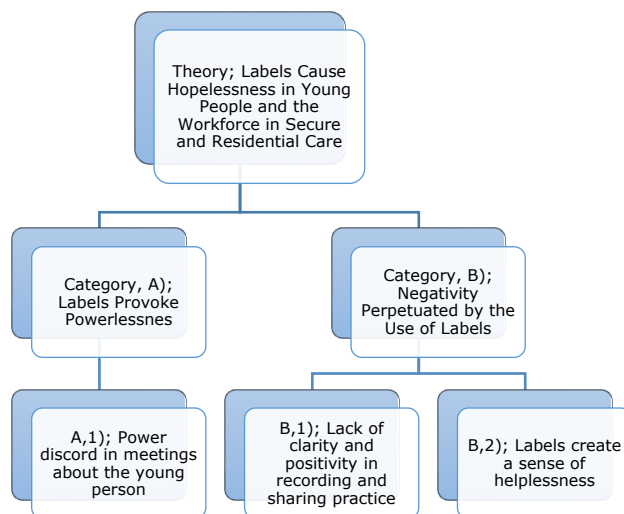 Theory; Labels Cause
Hopelessness in Young
People and the
Workforce in Secure
and Residential Care
Category, A);
Labels Provoke
Powerlessnes
Category, B);
Negativity
Perpetuated by the
Use of Labels
A,1); Power
discord in meetings
about the young
person
B,1); Lack of
clarity and
positivity in
recording and
sharing practice
B,2); Labels create
a sense of
helplessness